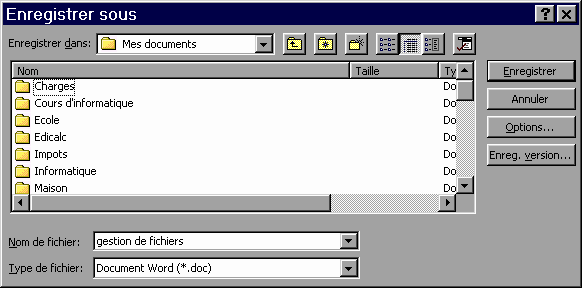 Enregistrer sous
Enregistrer dans: Mes documents
Nom Taille Ty
Charges Do
Cours d'informatique Do
Ecole Do
Edicalc Do
Impots Do
Informatique Do
Maison Do
Enregistrer
Annuler
Options...
Enreg. version...
Nom de fichier: gestion de fichiers
Type de fichier: Document Word (*.doc)